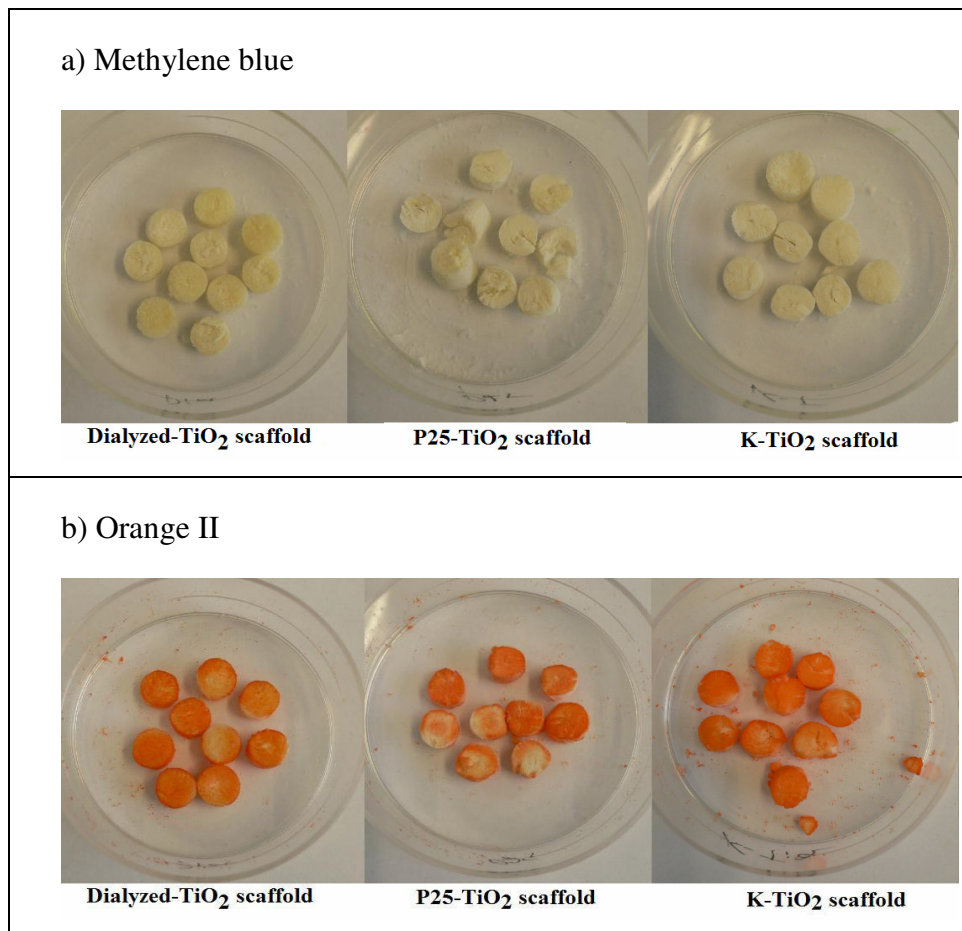 a) Methylene blue
Dialyzed-TiO2 scaffold
P25-TiO2 scaffold
K-TiO2 scaffold
b) Orange II
Dialyzed-TiO2 scaffold
P25-TiO2 scaffold
K-TiO2 scaffold